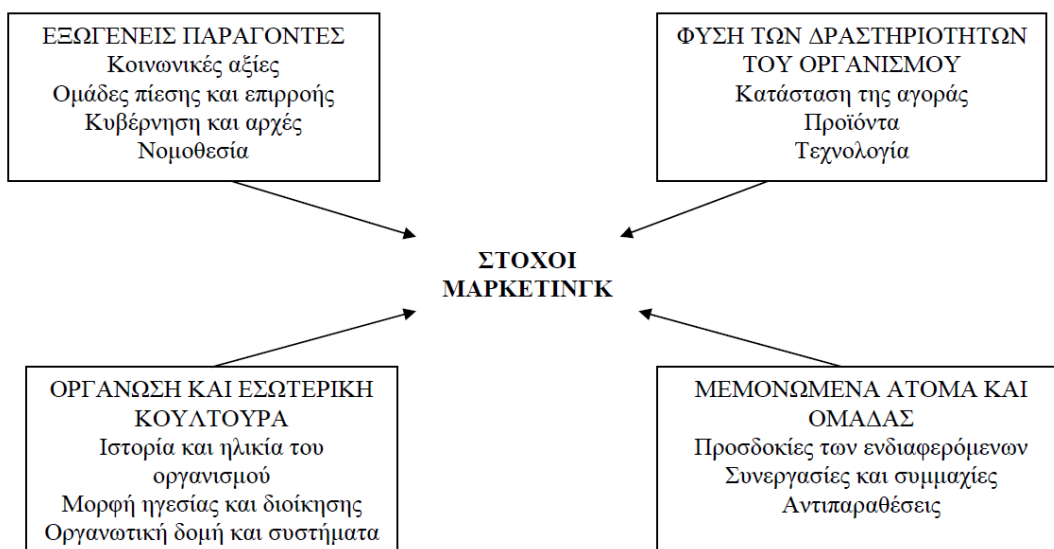 ΕΞΩΓΕΝΕΙΣ ΠΑΡΑΓΟΝΤΕΣ
Κοινωνικές αξίες
Ομάδες πίεσης και επιρροής
Κυβέρνηση και αρχές
Νομοθεσία
ΦΥΣΗ ΤΩΝ ΔΡΑΣΤΗΡΙΟΤΗΤΩΝ
ΤΟΥ ΟΡΓΑΝΙΣΜΟΥ
Κατάσταση της αγοράς
Προϊόντα
Τεχνολογία
ΣΤΟΧΟΙ
ΜΑΡΚΕΤΙΝΓΚ
ΟΡΓΑΝΩΣΗ ΚΑΙ ΕΣΩΤΕΡΙΚΗ
ΚΟΥΛΤΟΥΡΑ
Ιστορία και ηλικία του
οργανισμού
Μορφή ηγεσίας και διοίκησης
Οργανωτική δομή και συστήματα
ΜΕΜΟΝΩΜΕΝΑ ΑΤΟΜΑ ΚΑΙ
ΟΜΑΔΑΣ
Προσδοκίες των ενδιαφερόμενων
Συνεργασίες και συμμαχίες
Αντιπαραθέσεις